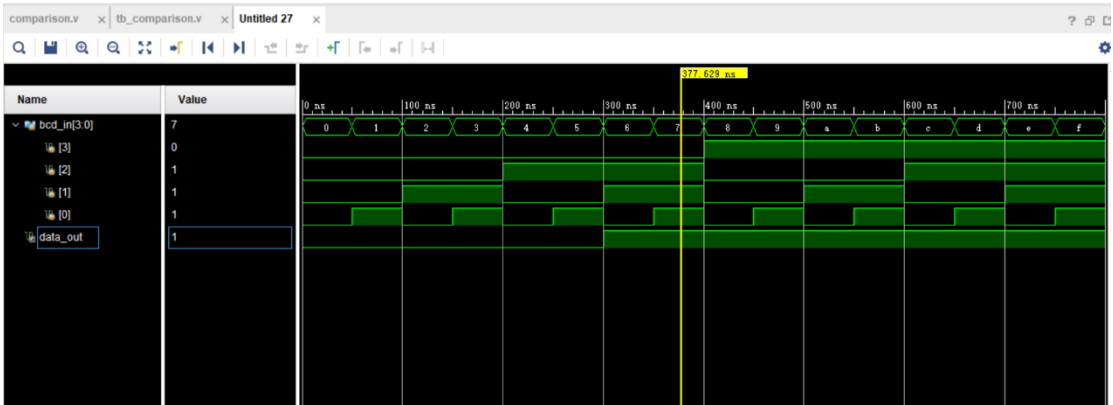 comparison.v × tb_comparison.v × Untitled 27 ×
377.629 ns
Name Value
0 ns 100 ns 200 ns 300 ns 400 ns 500 ns 600 ns 700 ns
bcd_in[3:0] 7 0 1 2 3 4 5 6 7 8 9 a b c d e f
[3] 0
[2] 1
[1] 1
[0] 1
data_out 1